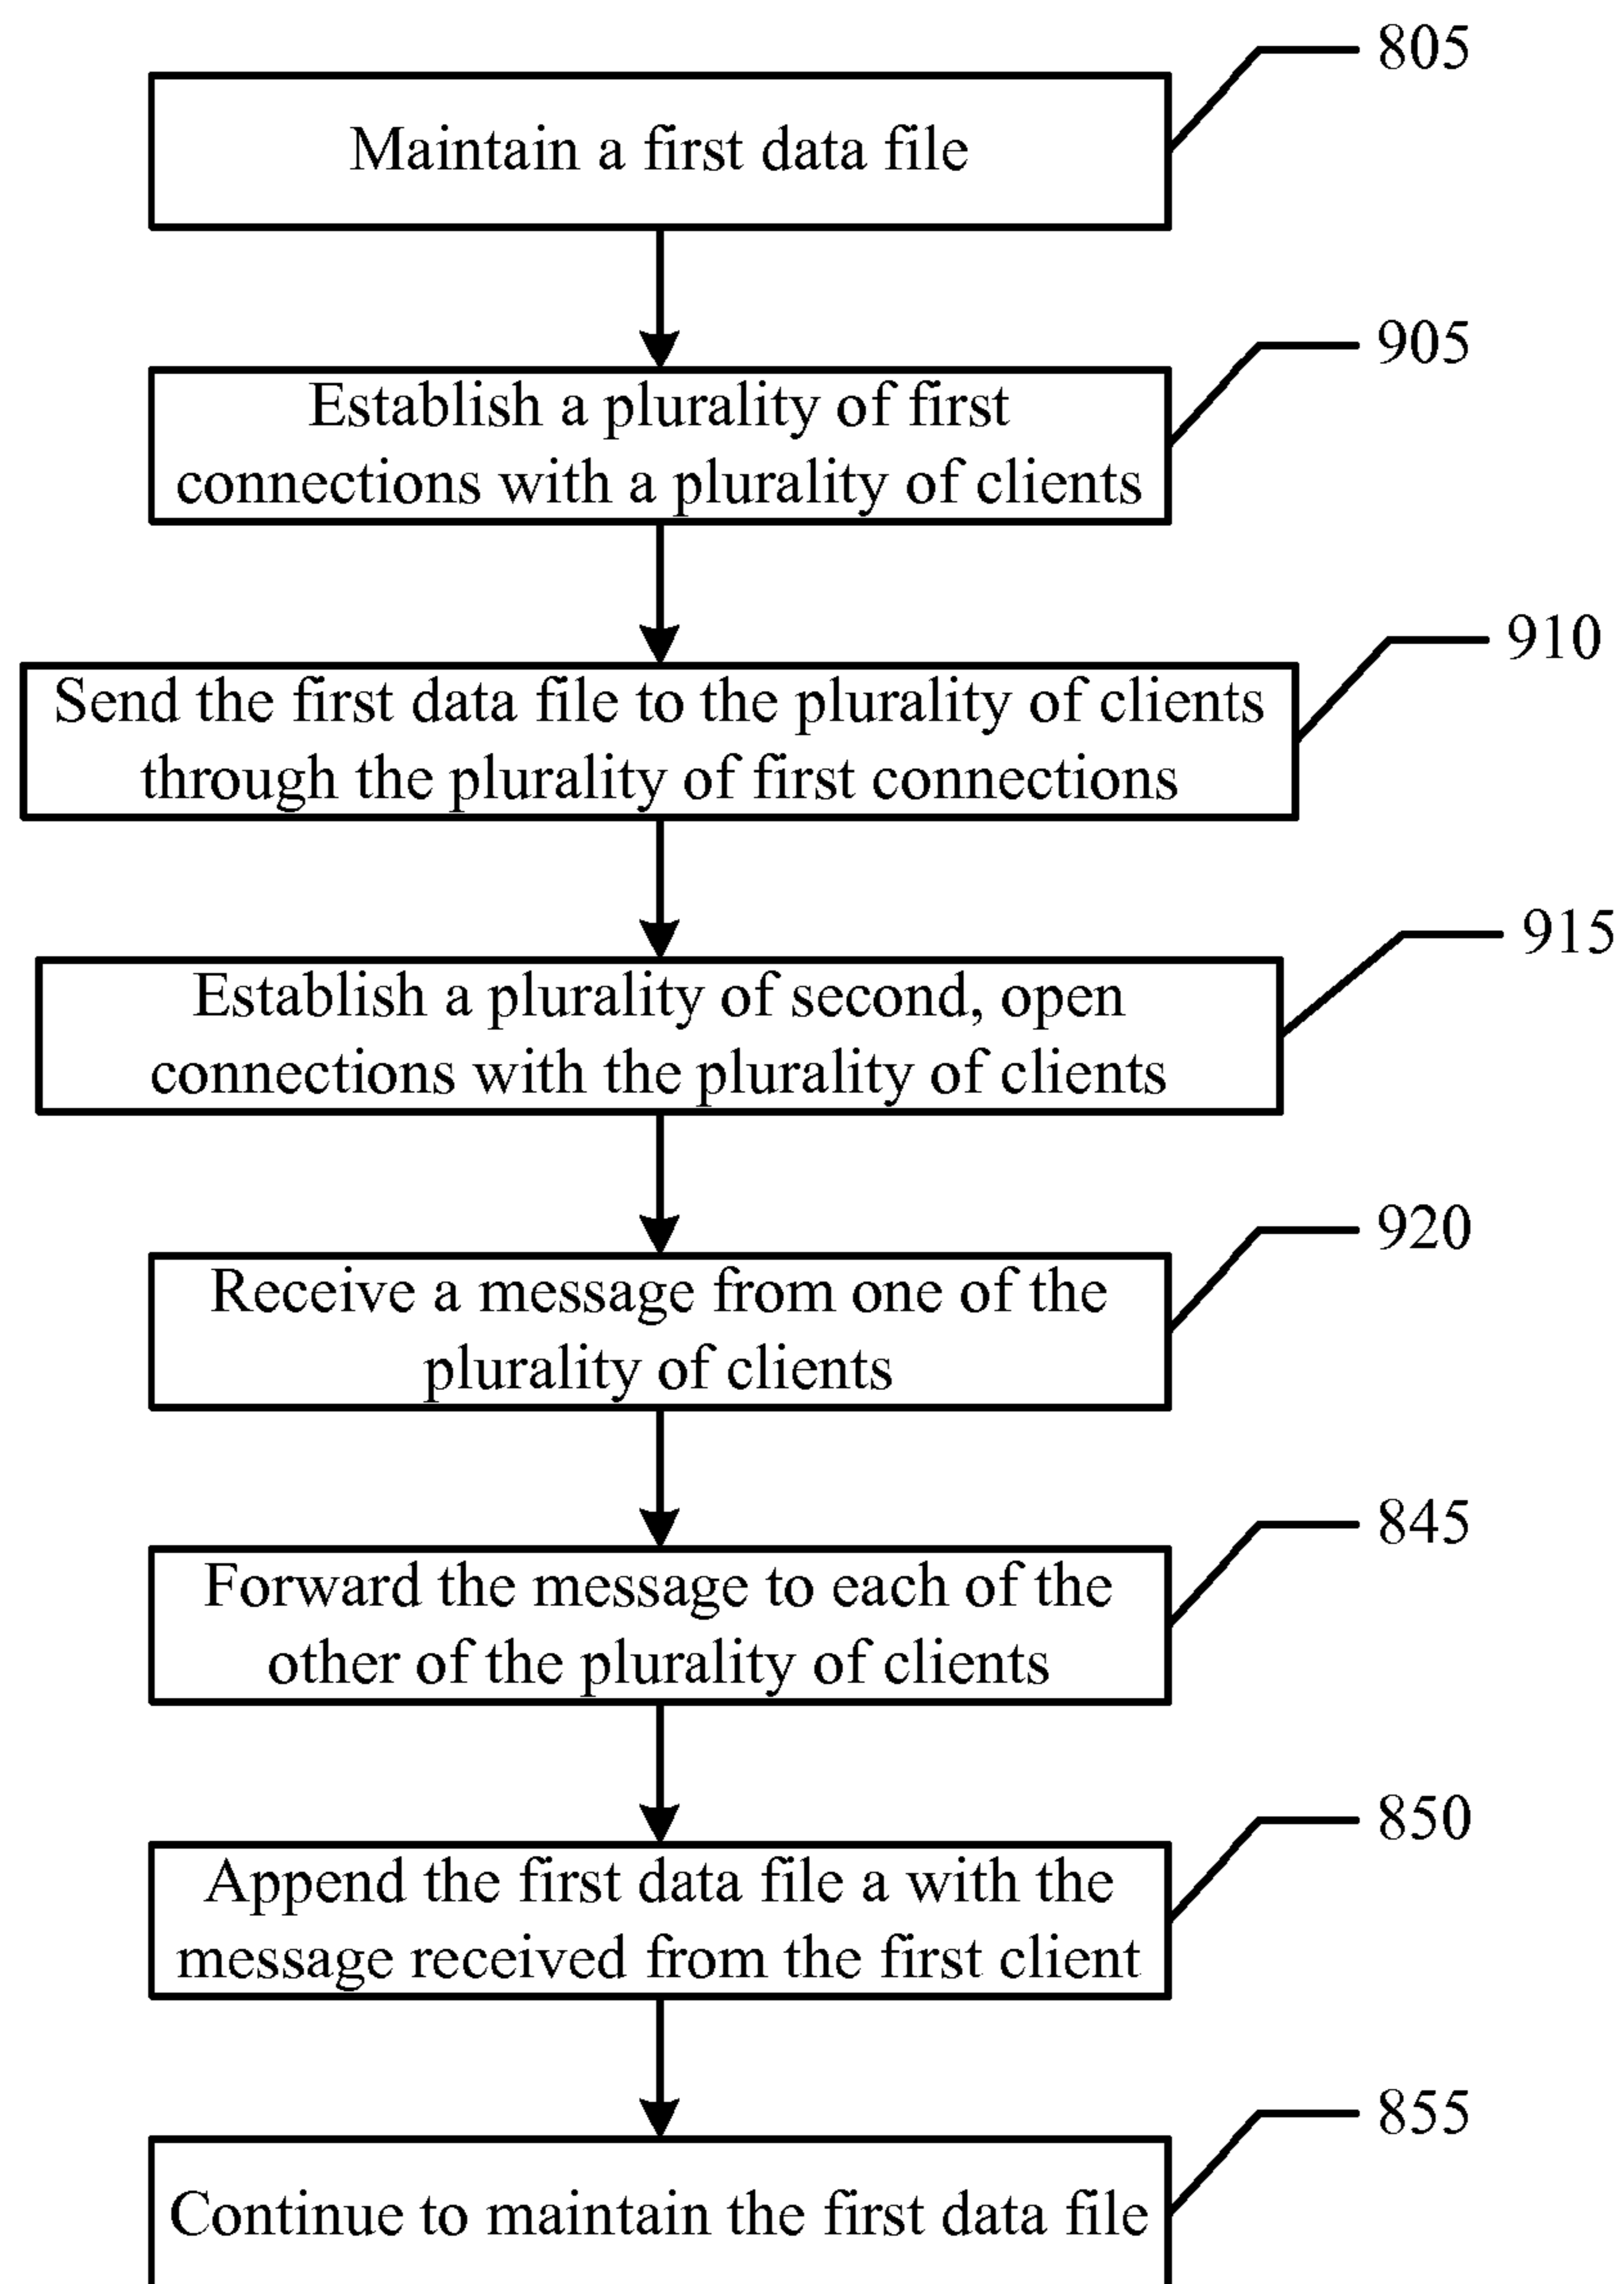 805
Maintain a first data file
905
Establish a plurality of first
connections with a plurality of clients
910
Send the first data file to the plurality of clients
through the plurality of first connections
915
Establish a plurality of second, open
connections with the plurality of clients
920
Receive a message from one of the
plurality of clients
845
Forward the message to each of the
other of the plurality of clients
850
Append the first data file a with the
message received from the first client
855
Continue to maintain the first data file